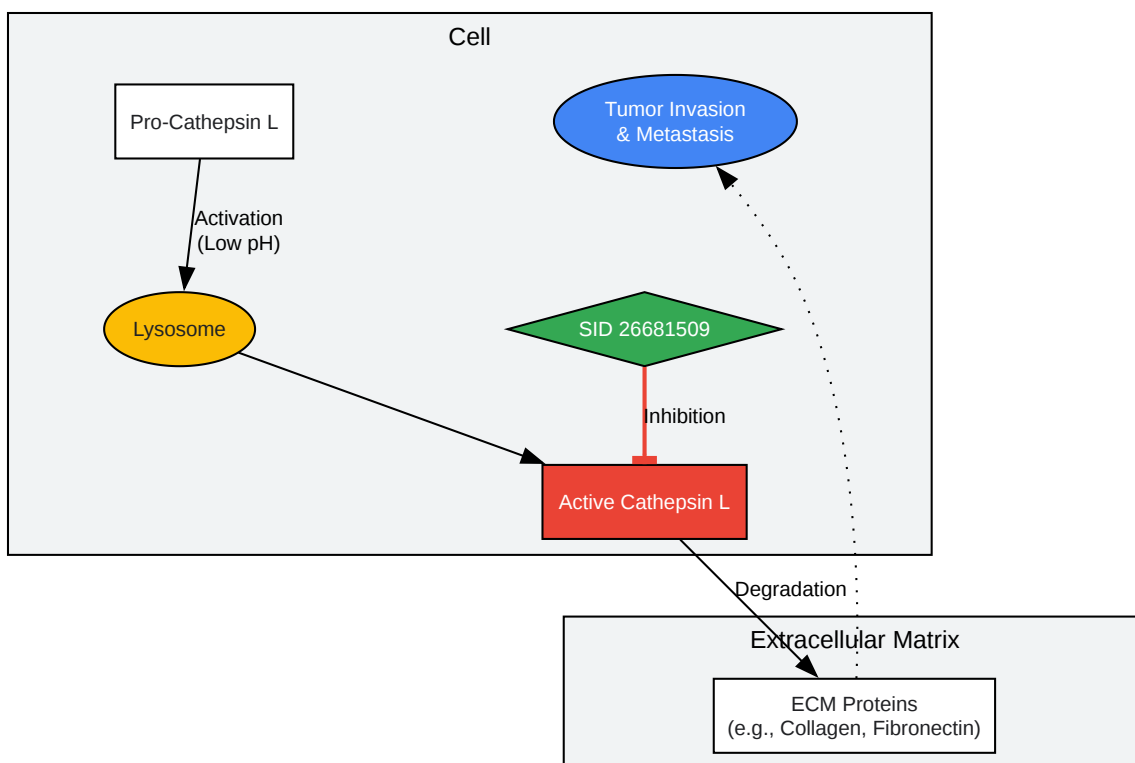 Cell
Pro-Cathepsin L
Tumor Invasion
& Metastasis
Activation
(Low pH)
Lysosome
SID 26681509
Inhibition
Active Cathepsin L
Degradation
Extracellular Matrix
ECM Proteins
(e.g., Collagen, Fibronectin)